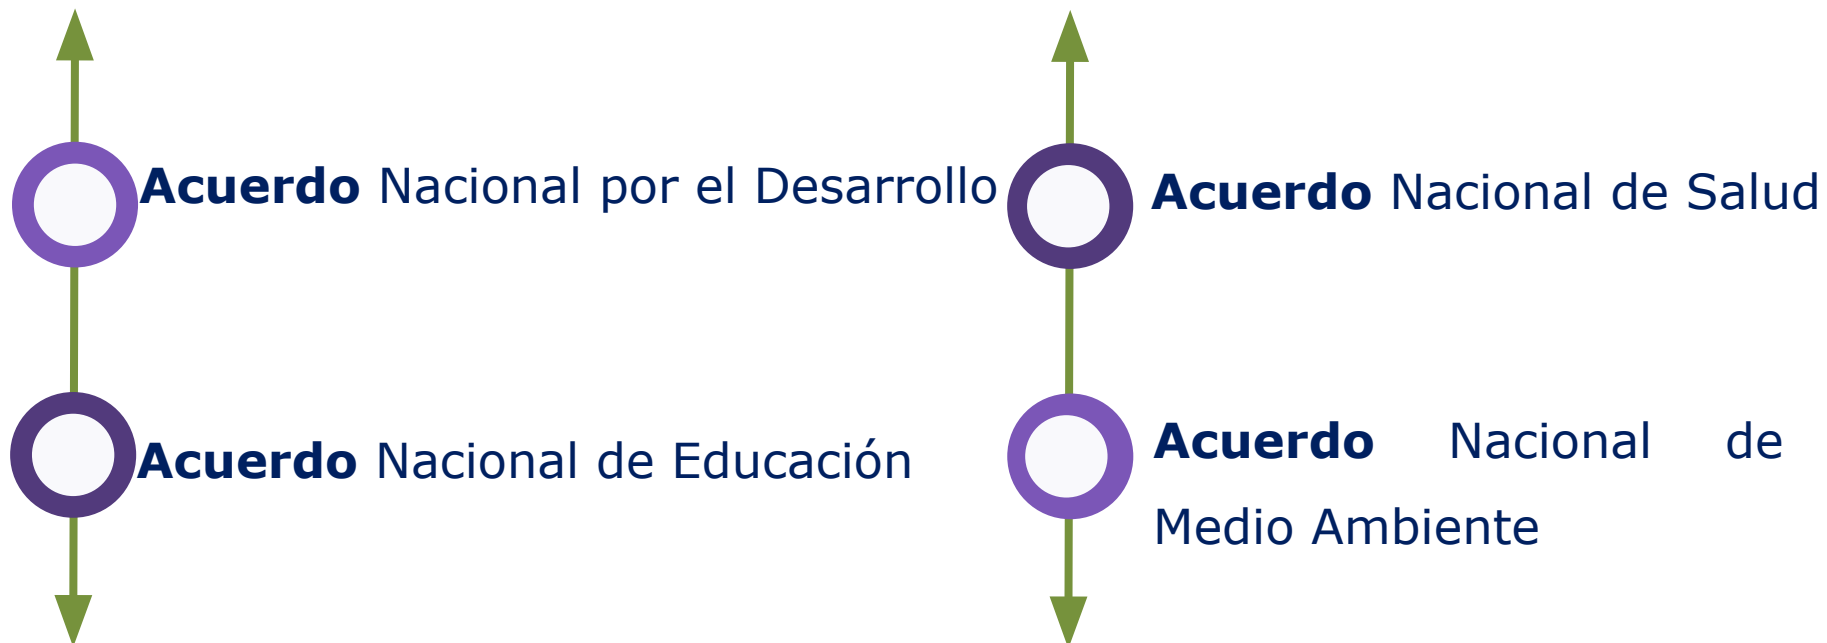 Acuerdo Nacional por el Desarrollo
Acuerdo Nacional de Educación
Acuerdo Nacional de Salud
Acuerdo Nacional de
Medio Ambiente